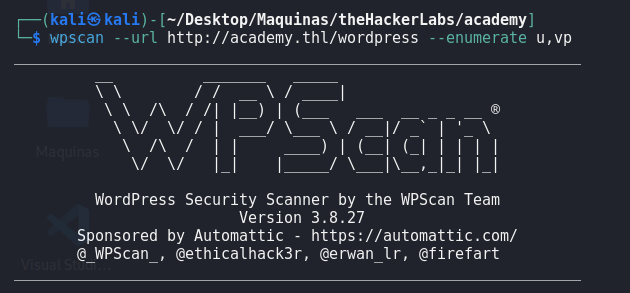 ┌──(kali㉿kali)-[~/Desktop/Maquinas/theHackerLabs/academy]
└─$ wpscan --url http://academy.thl/wordpress --enumerate u,vp
WPScan ®
WordPress Security Scanner by the WPScan Team
Version 3.8.27
Sponsored by Automattic - https://automattic.com/
@_WPScan_, @ethicalhack3r, @erwan_lr, @firefart
Maquinas
Visual Studi...